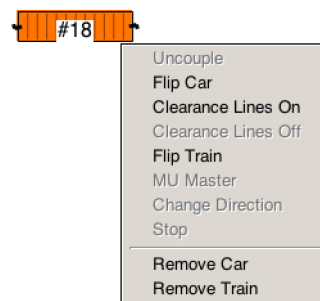 #18
Uncouple
Flip Car
Clearance Lines On
Clearance Lines Off
Flip Train
MU Master
Change Direction
Stop
Remove Car
Remove Train